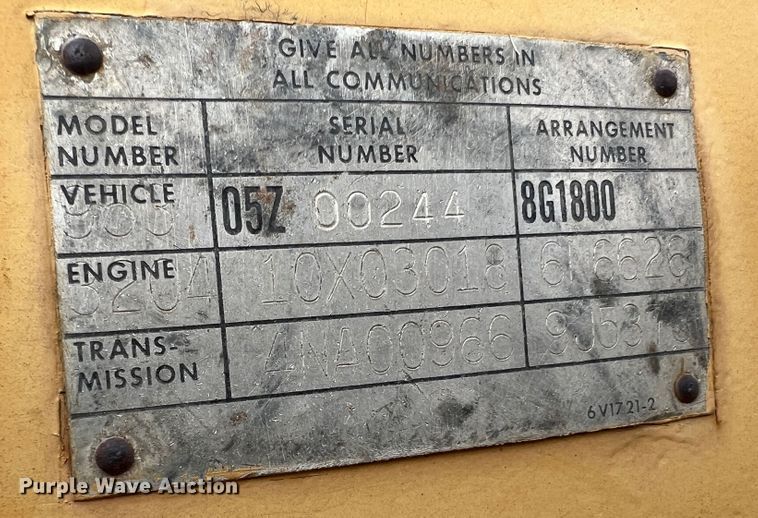 GIVE ALL NUMBERS IN
ALL COMMUNICATIONS
MODEL NUMBER SERIAL NUMBER ARRANGEMENT NUMBER
VEHICLE 05Z 00244 8G1800
ENGINE 3204 10X03018 6L6626
TRANS-MISSION 4NA00966
6V1721-2
Purple Wave Auction